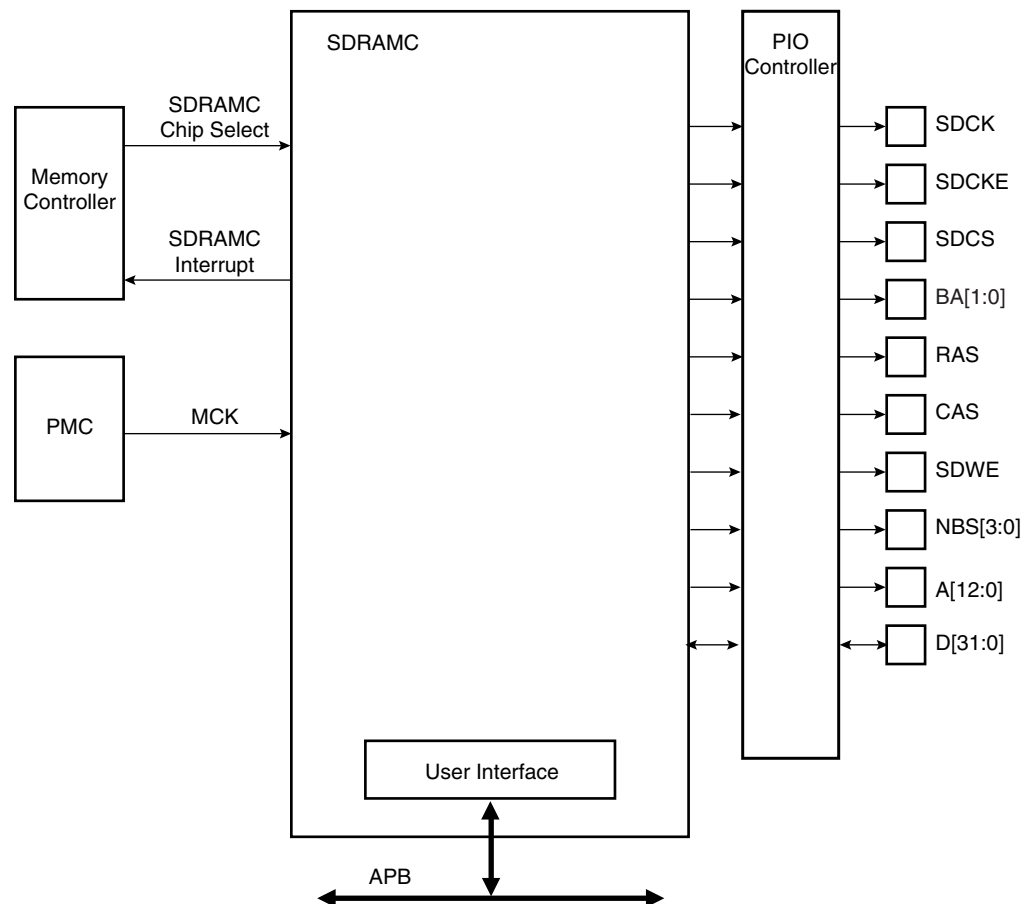 SDRAMC
PIO
Controller
SDRAMC
Chip Select
Memory
Controller
SDRAMC
Interrupt
PMC
MCK
SDCK
SDCKE
SDCS
BA[1:0]
RAS
CAS
SDWE
NBS[3:0]
A[12:0]
D[31:0]
User Interface
APB